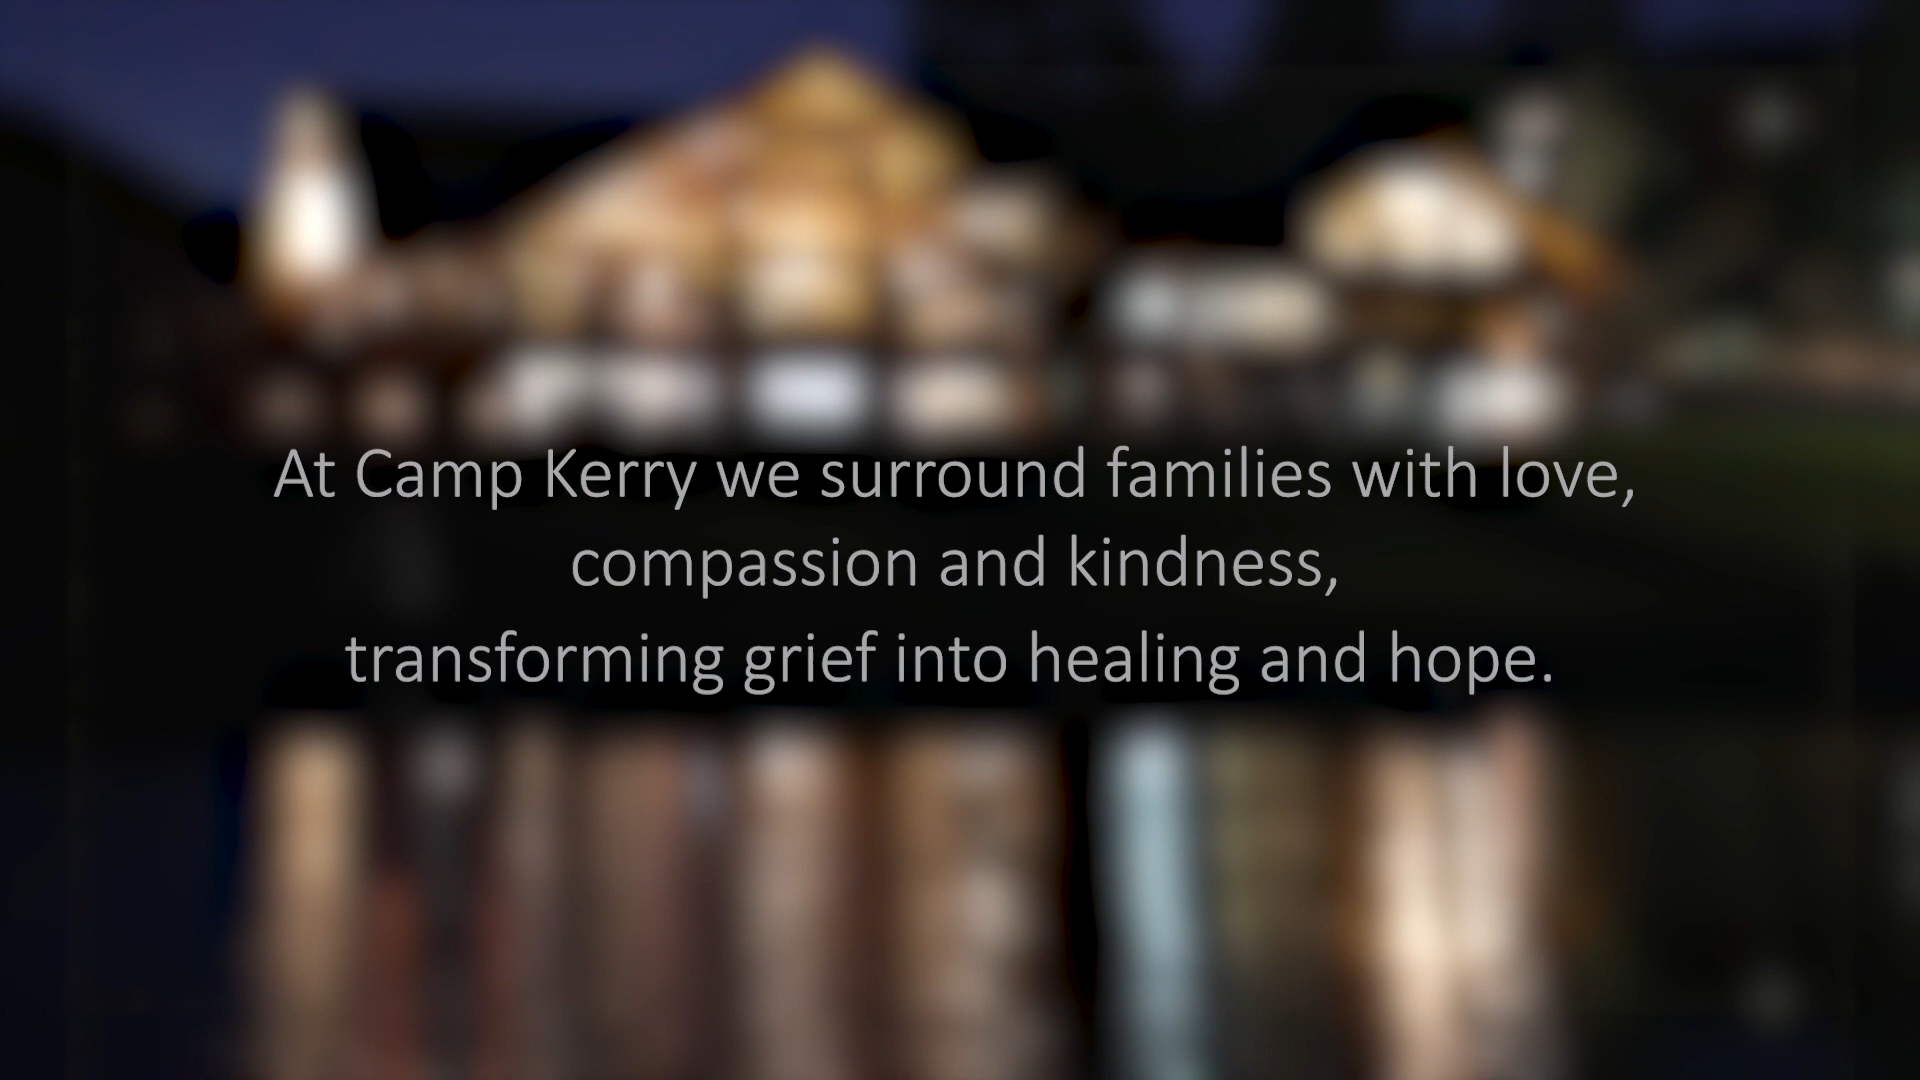 At Camp Kerry we surround families with love,
compassion and kindness,
transforming grief into healing and hope.